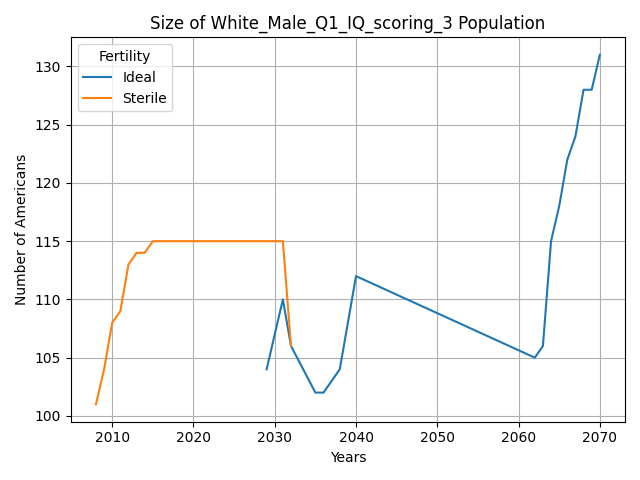 Size of White_Male_Q1_IQ_scoring_3 Population
Fertility
Ideal
Sterile
Number of Americans
130
125
120
115
110
105
100
2010 2020 2030 2040 2050 2060 2070
Years